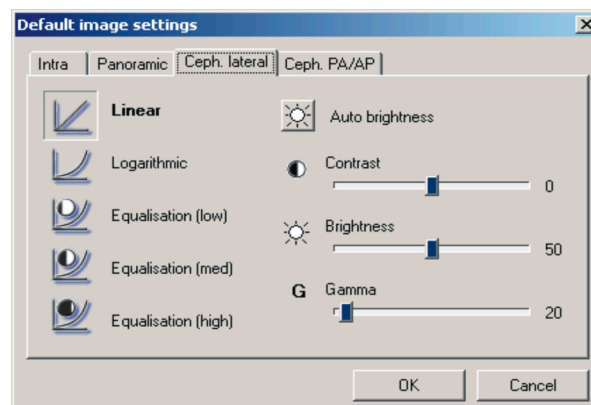 Default image settings
Intra
Panoramic
Ceph. lateral
Ceph. PA/AP
Linear
Logarithmic
Equalisation (low)
Equalisation (med)
Equalisation (high)
Auto brightness
Contrast
0
Brightness
50
G Gamma
20
OK
Cancel